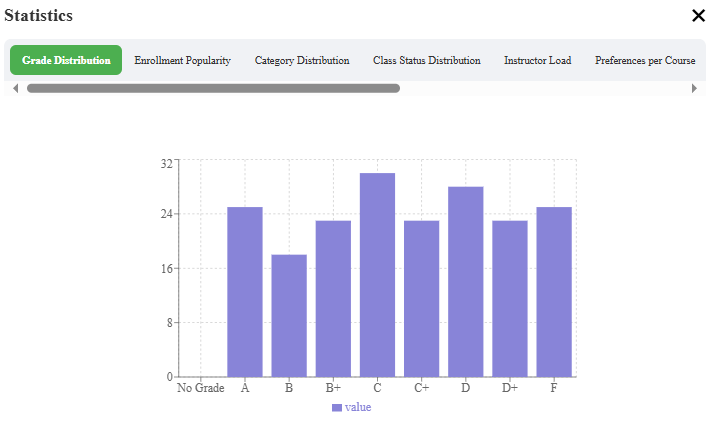 Statistics
Grade Distribution Enrollment Popularity Category Distribution Class Status Distribution Instructor Load Preferences per Course
32
24
16
8
0
No Grade A B B+ C C+ D D+ F
value